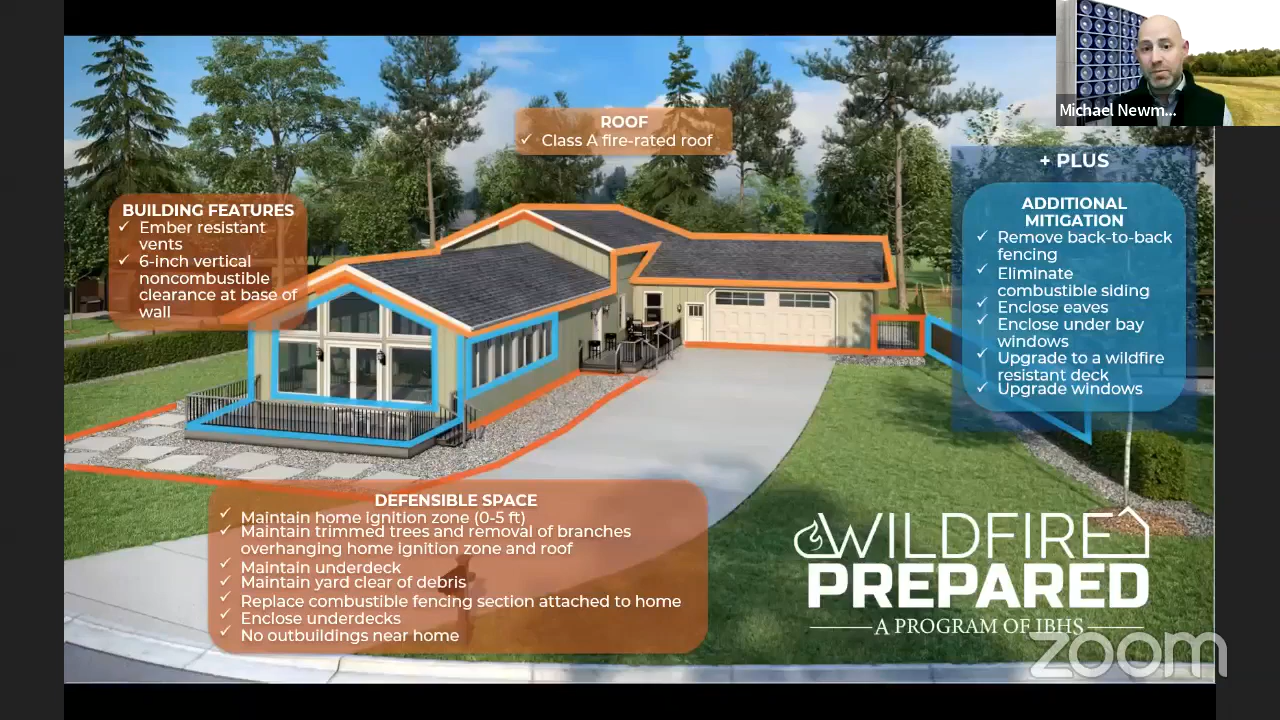 Michael Newm...
ROOF
✓ Class A fire-rated roof
+ PLUS
BUILDING FEATURES
✓ Ember resistant
vents
✓ 6-inch vertical
noncombustible
clearance at base of
wall
ADDITIONAL
MITIGATION
✓ Remove back-to-back
fencing
✓ Eliminate
combustible siding
✓ Enclose eaves
✓ Enclose under bay
windows
✓ Upgrade to a wildfire
resistant deck
✓ Upgrade windows
DEFENSIBLE SPACE
✓ Maintain home ignition zone (0-5 ft)
✓ Maintain trimmed trees and removal of branches
overhanging home ignition zone and roof
✓ Maintain underdeck
✓ Maintain yard clear of debris
✓ Replace combustible fencing section attached to home
✓ Enclose underdecks
✓ No outbuildings near home
WILDFIRE
PREPARED
A PROGRAM OF IBHS
zoom